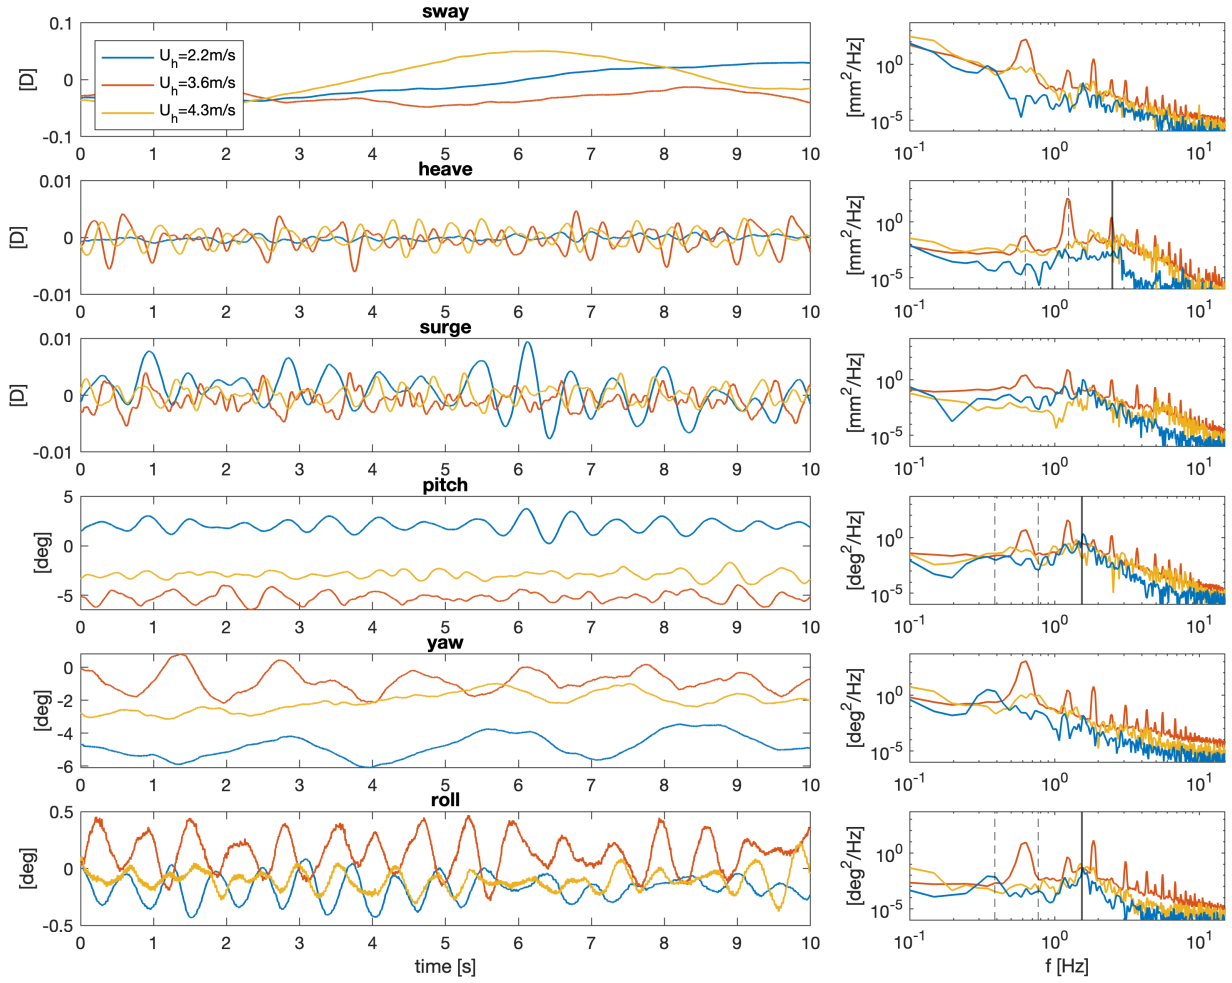 sway
0.1
0
-0.1
[D]
U_h=2.2m/s
U_h=3.6m/s
U_h=4.3m/s
0 1 2 3 4 5 6 7 8 9 10
[mm^2/Hz]
10^0
10^-5
10^-1 10^0 10^1
heave
0.01
0
-0.01
[D]
0 1 2 3 4 5 6 7 8 9 10
[mm^2/Hz]
10^0
10^-5
10^-1 10^0 10^1
surge
0.01
0
-0.01
[D]
0 1 2 3 4 5 6 7 8 9 10
[mm^2/Hz]
10^0
10^-5
10^-1 10^0 10^1
pitch
5
0
-5
[deg]
0 1 2 3 4 5 6 7 8 9 10
[deg^2/Hz]
10^0
10^-5
10^-1 10^0 10^1
yaw
0
-2
-4
-6
[deg]
0 1 2 3 4 5 6 7 8 9 10
[deg^2/Hz]
10^0
10^-5
10^-1 10^0 10^1
roll
0.5
0
-0.5
[deg]
0 1 2 3 4 5 6 7 8 9 10
time [s]
[deg^2/Hz]
10^0
10^-5
10^-1 10^0 10^1
f [Hz]